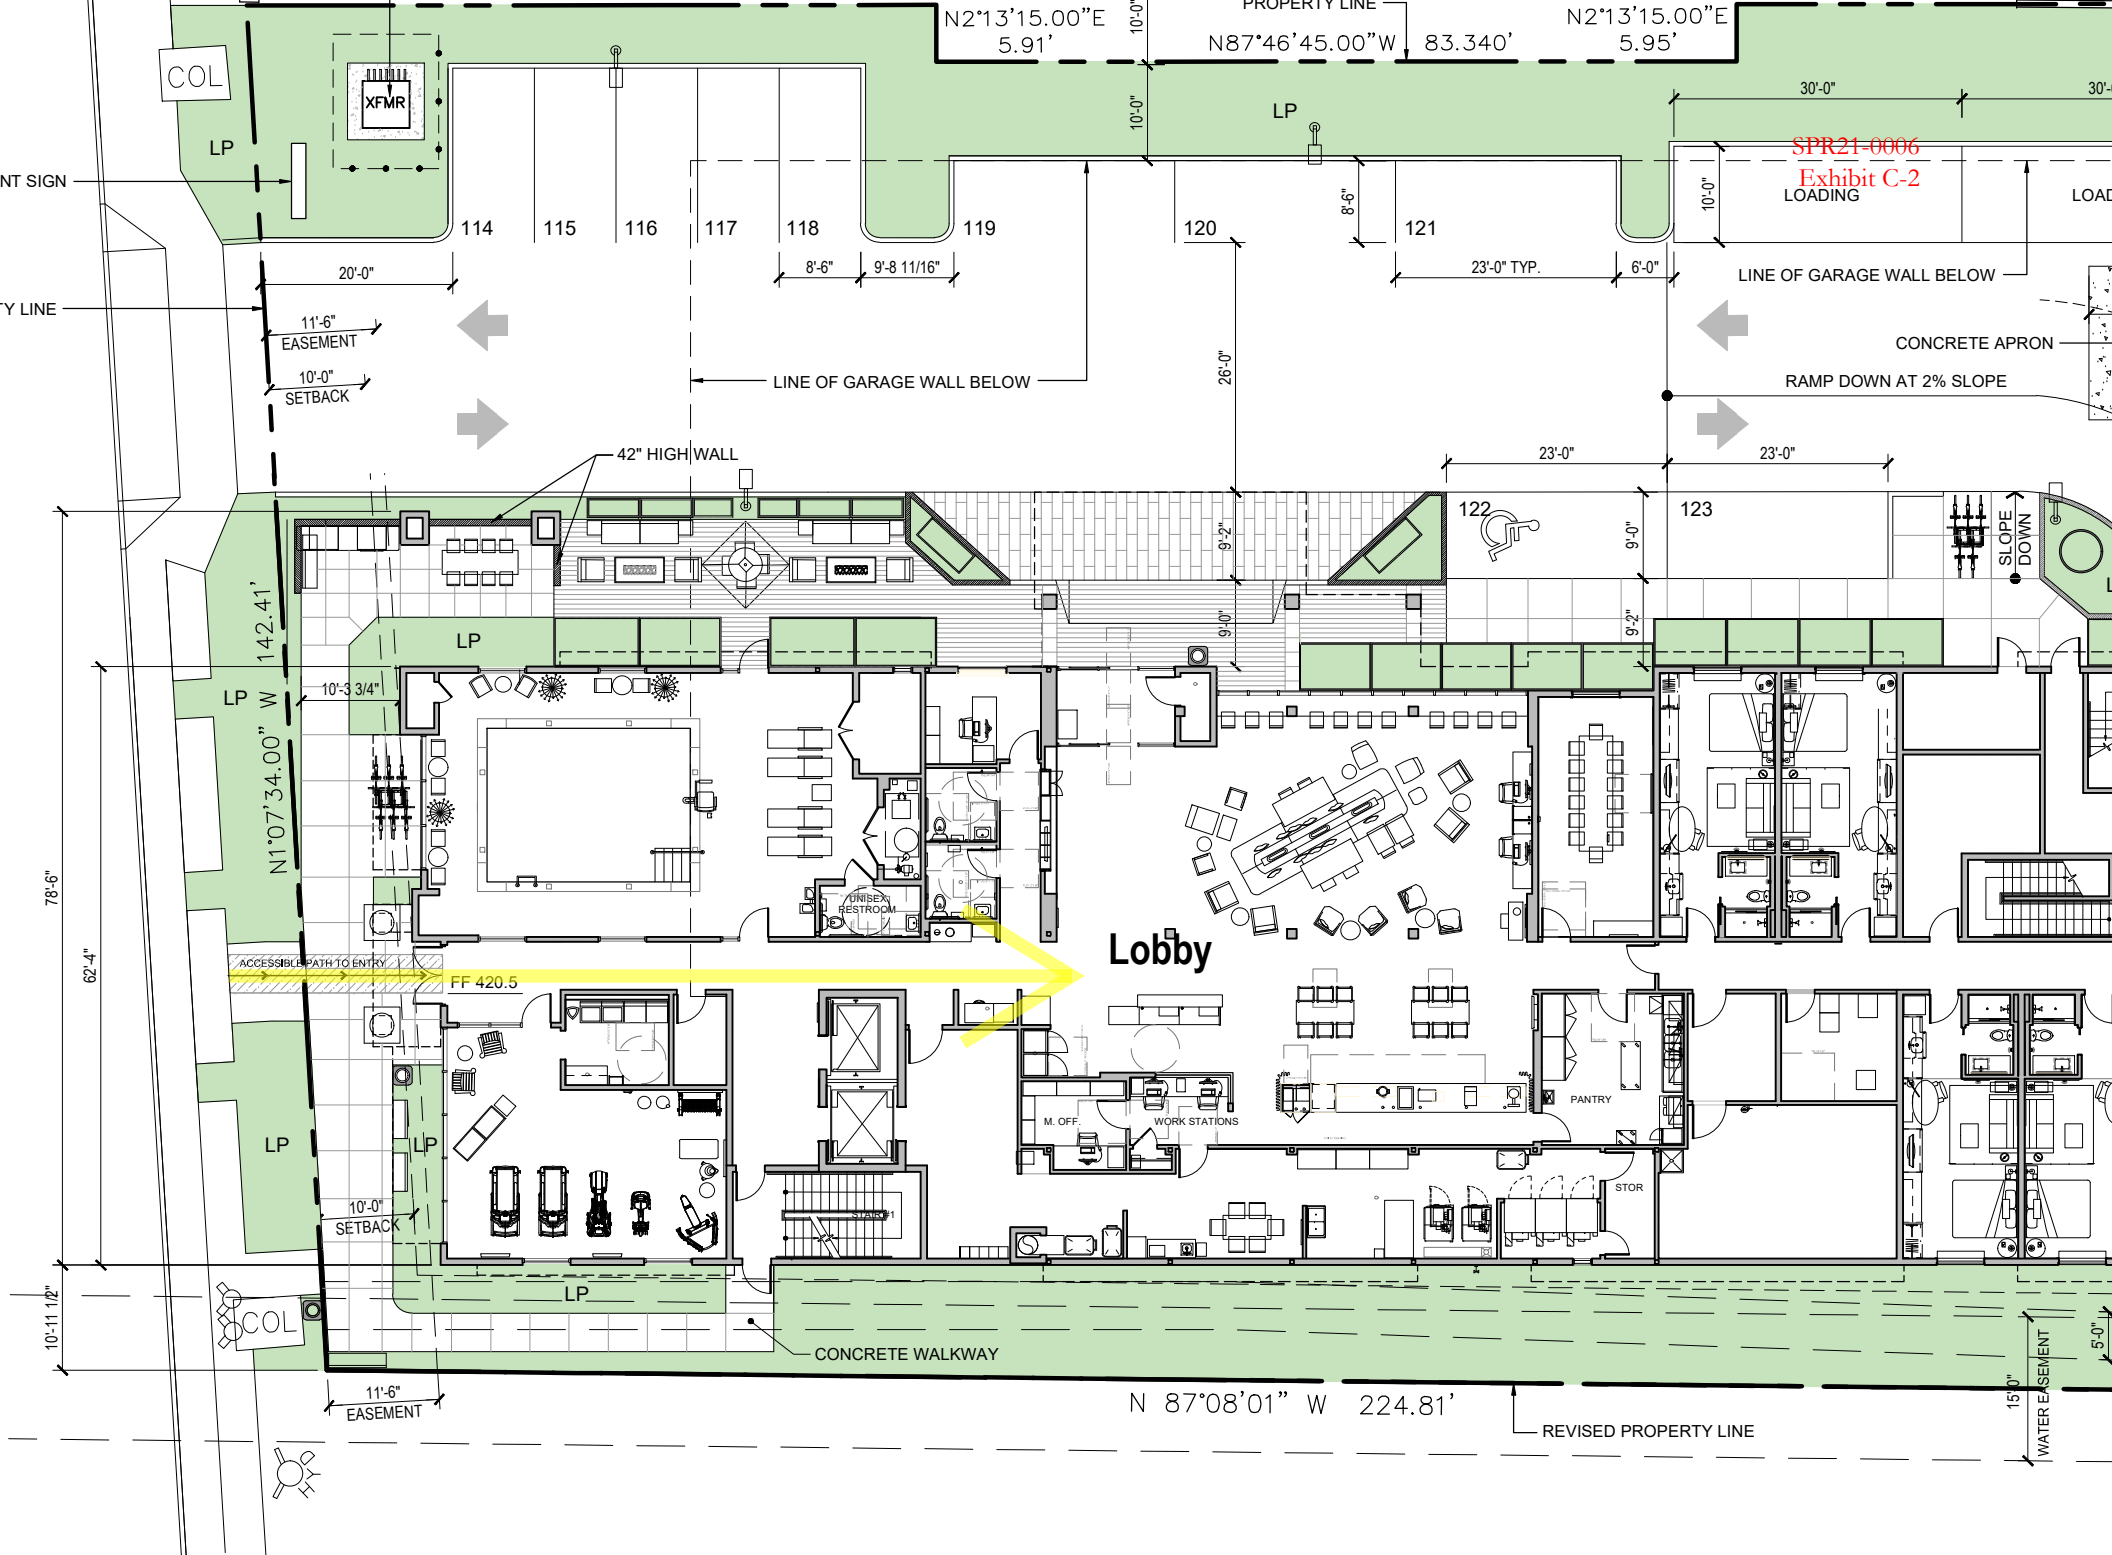 N2°13'15.00"E
5.91'
10'-0"
PROPERTY LINE
N87°46'45.00"W 83.340'
N2°13'15.00"E
5.95'
COL
XFMR
LP
LP
10'-0"
30'-0"
30'-
SPR21-0006
Exhibit C-2
LOADING
LOAD
10'-0"
8'-6"
NT SIGN
114
115
116
117
118
119
120
121
20'-0"
8'-6"
9'-8 11/16"
23'-0" TYP.
6'-0"
LINE OF GARAGE WALL BELOW
TY LINE
11'-6"
EASEMENT
10'-0"
SETBACK
LINE OF GARAGE WALL BELOW
26'-0"
CONCRETE APRON
RAMP DOWN AT 2% SLOPE
42" HIGH WALL
23'-0"
23'-0"
122
123
9'-2"
9'-0"
SLOPE
DOWN
9'-0"
9'-2"
L
N1°07'34.00" W 142.41'
LP
LP
10'-3 3/4"
78'-6"
62'-4"
UNISEX
RESTROOM
Lobby
ACCESSIBLE PATH TO ENTRY
FF 420.5
M. OFF.
WORK STATIONS
PANTRY
LP
LP
STOR
STAIR #1
10'-0"
SETBACK
LP
COL
10'-11 1/2"
CONCRETE WALKWAY
11'-6"
EASEMENT
N 87°08'01" W 224.81'
REVISED PROPERTY LINE
15'-0"
WATER EASEMENT
5'-0"
HYD